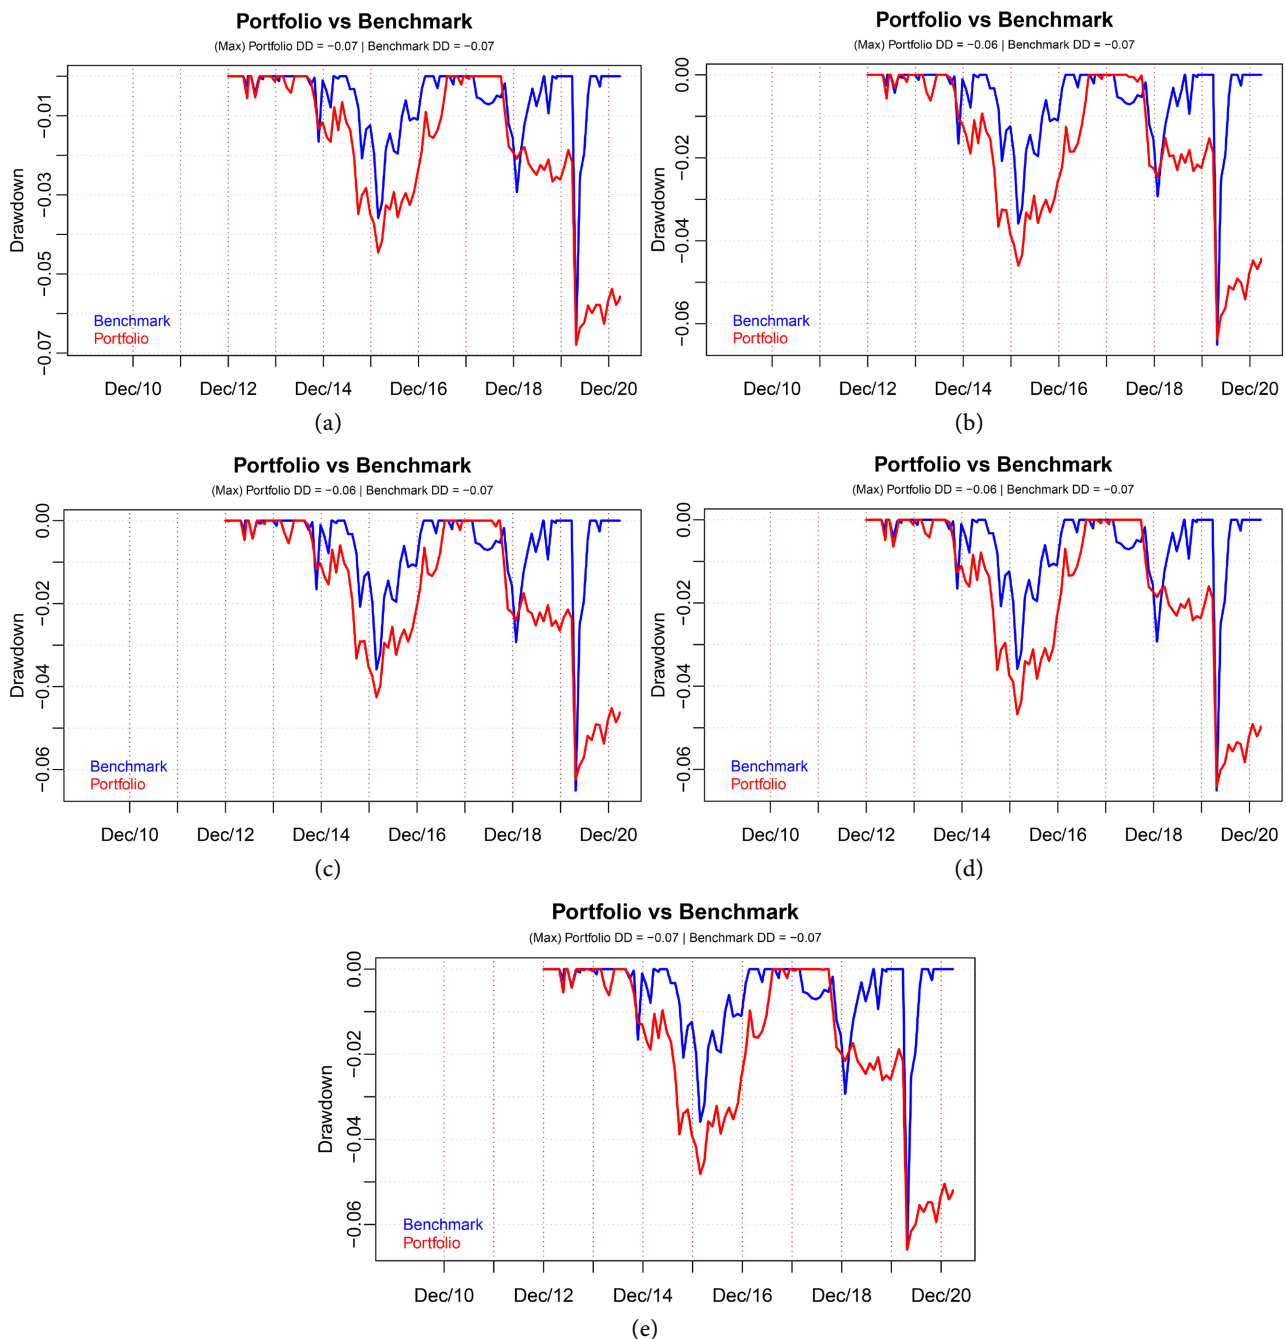 Portfolio vs Benchmark
(Max) Portfolio DD = −0.07 | Benchmark DD = −0.07
Drawdown
−0.01
−0.03
−0.05
−0.07
Benchmark
Portfolio
Dec/10 Dec/12 Dec/14 Dec/16 Dec/18 Dec/20
(a)
Portfolio vs Benchmark
(Max) Portfolio DD = −0.06 | Benchmark DD = −0.07
Drawdown
0.00
−0.02
−0.04
−0.06
Benchmark
Portfolio
Dec/10 Dec/12 Dec/14 Dec/16 Dec/18 Dec/20
(b)
Portfolio vs Benchmark
(Max) Portfolio DD = −0.06 | Benchmark DD = −0.07
Drawdown
0.00
−0.02
−0.04
−0.06
Benchmark
Portfolio
Dec/10 Dec/12 Dec/14 Dec/16 Dec/18 Dec/20
(c)
Portfolio vs Benchmark
(Max) Portfolio DD = −0.06 | Benchmark DD = −0.07
Drawdown
0.00
−0.02
−0.04
−0.06
Benchmark
Portfolio
Dec/10 Dec/12 Dec/14 Dec/16 Dec/18 Dec/20
(d)
Portfolio vs Benchmark
(Max) Portfolio DD = −0.07 | Benchmark DD = −0.07
Drawdown
0.00
−0.02
−0.04
−0.06
Benchmark
Portfolio
Dec/10 Dec/12 Dec/14 Dec/16 Dec/18 Dec/20
(e)